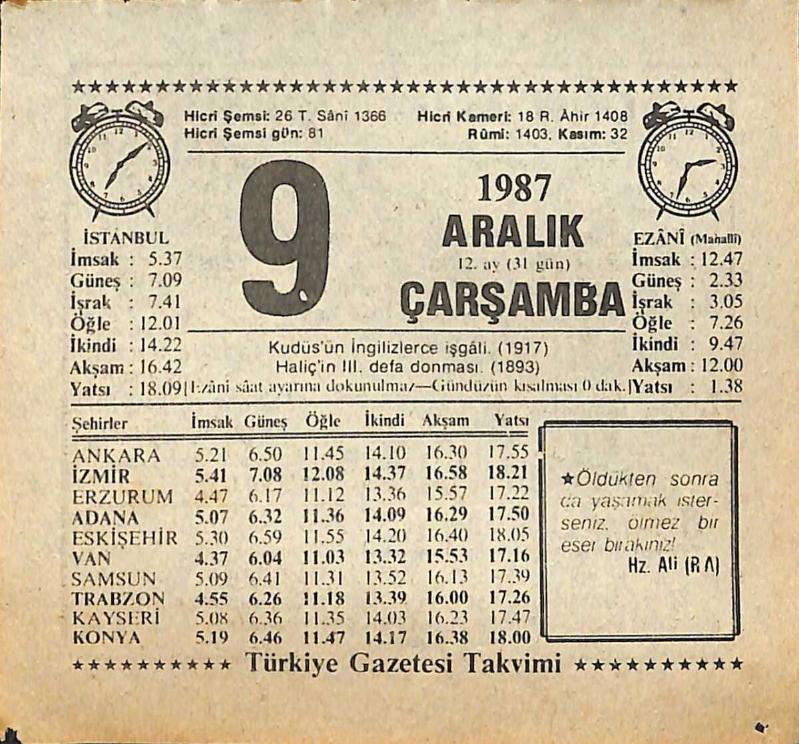 Hicrî Şemsî: 26 T. Sânî 1366 Hicrî Kamerî: 18 R. Âhir 1408
Hicrî Şemsî gün: 81 Rûmî: 1403, Kasım: 32
9
1987
ARALIK
12. ay (31 gün)
ÇARŞAMBA
Kudüs'ün İngilizlerce işgâli. (1917)
Haliç'in III. defa donması. (1893)
Ezânî sâat ayarına dokunulmaz—Gündüzün kısalması 0 dak.
İSTANBUL
İmsak : 5.37
Güneş : 7.09
İşrak : 7.41
Öğle : 12.01
İkindi : 14.22
Akşam : 16.42
Yatsı : 18.09
EZÂNÎ (Mahallî)
İmsak : 12.47
Güneş : 2.33
İşrak : 3.05
Öğle : 7.26
İkindi : 9.47
Akşam : 12.00
Yatsı : 1.38
Şehirler İmsak Güneş Öğle İkindi Akşam Yatsı
ANKARA 5.21 6.50 11.45 14.10 16.30 17.55
İZMİR 5.41 7.08 12.08 14.37 16.58 18.21
ERZURUM 4.47 6.17 11.12 13.36 15.57 17.22
ADANA 5.07 6.32 11.36 14.09 16.29 17.50
ESKİŞEHİR 5.30 6.59 11.55 14.20 16.40 18.05
VAN 4.37 6.04 11.03 13.32 15.53 17.16
SAMSUN 5.09 6.41 11.31 13.52 16.13 17.39
TRABZON 4.55 6.26 11.18 13.39 16.00 17.26
KAYSERİ 5.08 6.36 11.35 14.03 16.23 17.47
KONYA 5.19 6.46 11.47 14.17 16.38 18.00
★Öldükten sonra
da yaşamak ister-
seniz, ölmez bir
eser bırakınız!
Hz. Ali (R A)
Türkiye Gazetesi Takvimi